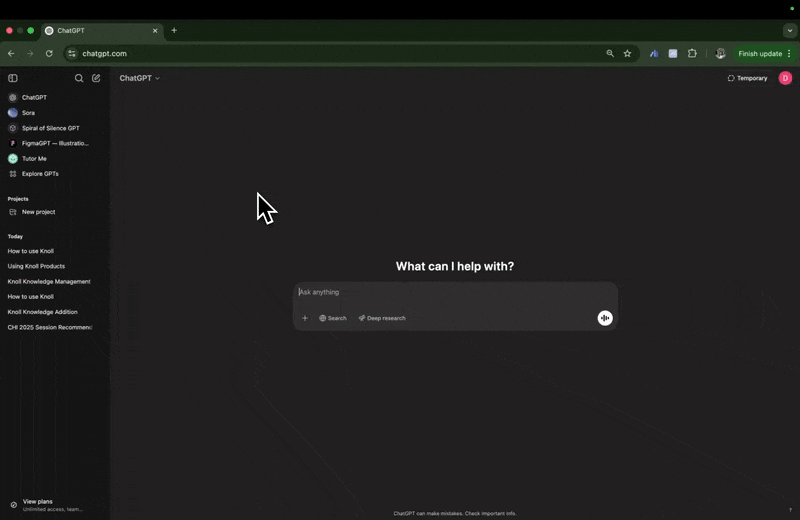 ChatGPT
chatgpt.com
Finish update
ChatGPT
Temporary
D
ChatGPT
Sora
Spiral of Silence GPT
FigmaGPT — Illustratio...
Tutor Me
Explore GPTs
Projects
New project
Today
How to use Knoll
Using Knoll Products
Knoll Knowledge Management
How to use Knoll
Knoll Knowledge Addition
CHI 2025 Session Recommend
What can I help with?
Ask anything
Search
Deep research
View plans
Unlimited access, team...
ChatGPT can make mistakes. Check important info.
?